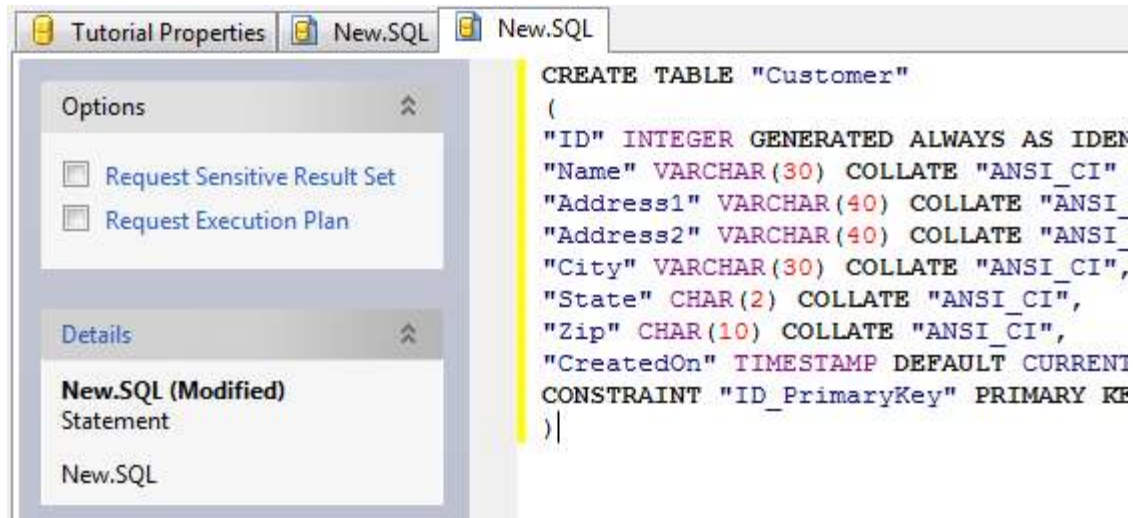 Tutorial Properties New.SQL New.SQL
Options
Request Sensitive Result Set
Request Execution Plan
Details
New.SQL (Modified)
Statement
New.SQL
CREATE TABLE "Customer"
(
"ID" INTEGER GENERATED ALWAYS AS IDEN
"Name" VARCHAR(30) COLLATE "ANSI_CI"
"Address1" VARCHAR(40) COLLATE "ANSI_
"Address2" VARCHAR(40) COLLATE "ANSI_
"City" VARCHAR(30) COLLATE "ANSI_CI",
"State" CHAR(2) COLLATE "ANSI_CI",
"Zip" CHAR(10) COLLATE "ANSI_CI",
"CreatedOn" TIMESTAMP DEFAULT CURRENT
CONSTRAINT "ID_PrimaryKey" PRIMARY KE
)